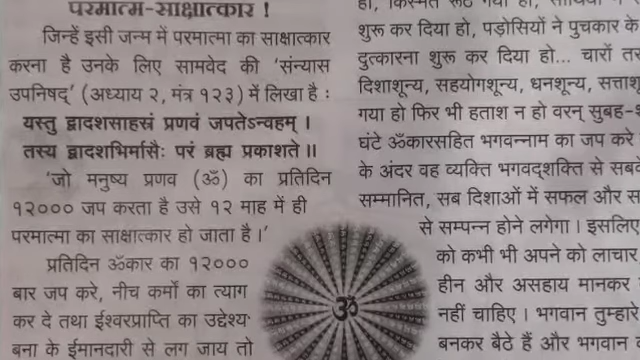 परमात्म-साक्षात्कार !
जिन्हें इसी जन्म में परमात्मा का साक्षात्कार
करना है उनके लिए सामवेद की 'संन्यास
उपनिषद्' (अध्याय २, मंत्र १२३) में लिखा है :
यस्तु द्वादशसाहस्रं प्रणवं जपतेऽन्वहम् ।
तस्य द्वादशभिर्मासैः परं ब्रह्म प्रकाशते ॥
'जो मनुष्य प्रणव (ॐ) का प्रतिदिन
१२००० जप करता है उसे १२ माह में ही
परमात्मा का साक्षात्कार हो जाता है ।'
प्रतिदिन ॐकार का १२०००
बार जप करे, नीच कर्मों का त्याग
कर दे तथा ईश्वरप्राप्ति का उद्देश्य
बना के ईमानदारी से लग जाय तो
ॐ
हो, किस्मत रूठ गयी हो,
शुरू कर दिया हो, पड़ोसियों ने पुचकार के
दुत्कारना शुरू कर दिया हो... चारों
दिशाशून्य, सहयोगशून्य, धनशून्य,
गया हो फिर भी हताश न हो वरन् सुबह-
घंटे ॐकारसहित भगवन्नाम का जप करे
के अंदर वह व्यक्ति भगवद्शक्ति से
सम्मानित, सब दिशाओं में सफल और
से सम्पन्न होने लगेगा । इसलिए
को कभी भी अपने को लाचार
हीन और असहाय मानकर
नहीं चाहिए । भगवान तुम्हारे
बनकर बैठे हैं और भगवान